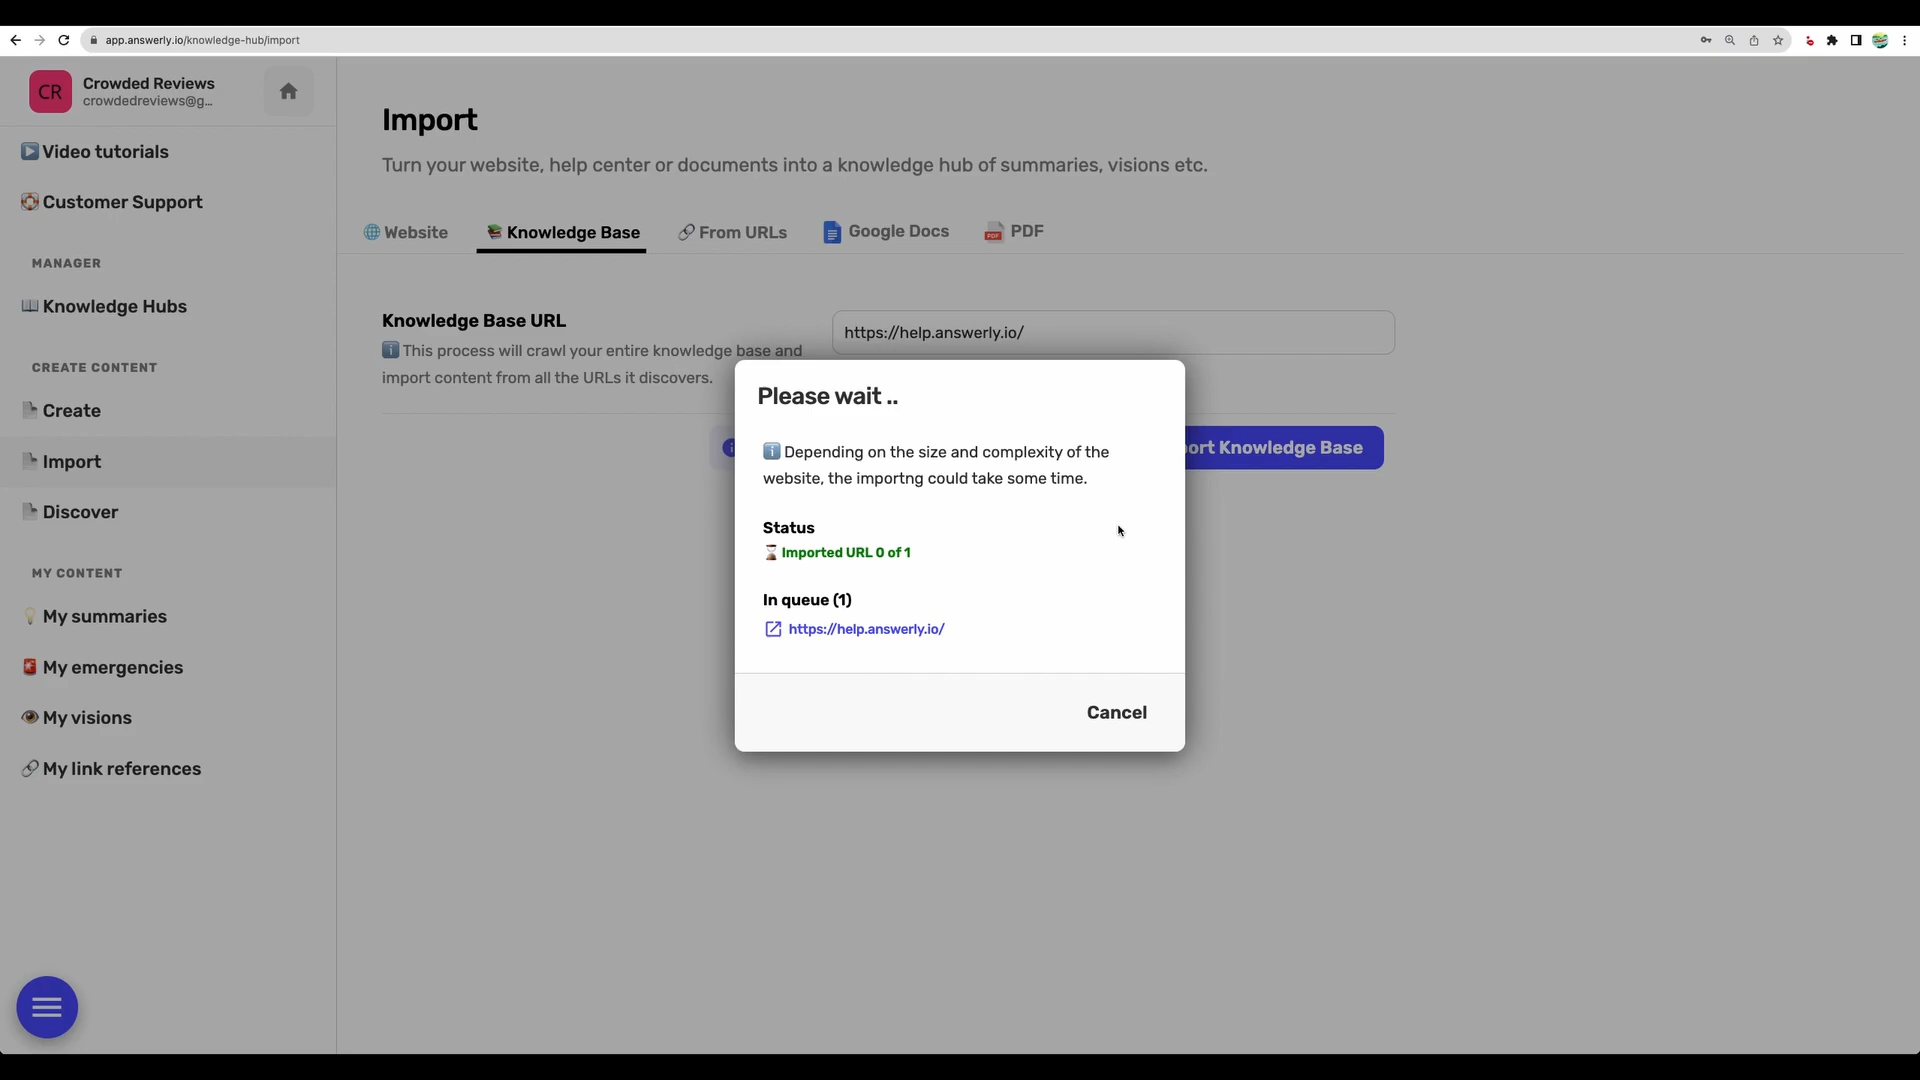 app.answerly.io/knowledge-hub/import
CR
Crowded Reviews
crowdedreviews@g...
Video tutorials
Customer Support
MANAGER
Knowledge Hubs
CREATE CONTENT
Create
Import
Discover
MY CONTENT
My summaries
My emergencies
My visions
My link references
Import
Turn your website, help center or documents into a knowledge hub of summaries, visions etc.
Website
Knowledge Base
From URLs
Google Docs
PDF
PDF
Knowledge Base URL
This process will crawl your entire knowledge base and
import content from all the URLs it discovers.
https://help.answerly.io/
ort Knowledge Base
Please wait ..
Depending on the size and complexity of the
website, the importng could take some time.
Status
Imported URL 0 of 1
In queue (1)
https://help.answerly.io/
Cancel